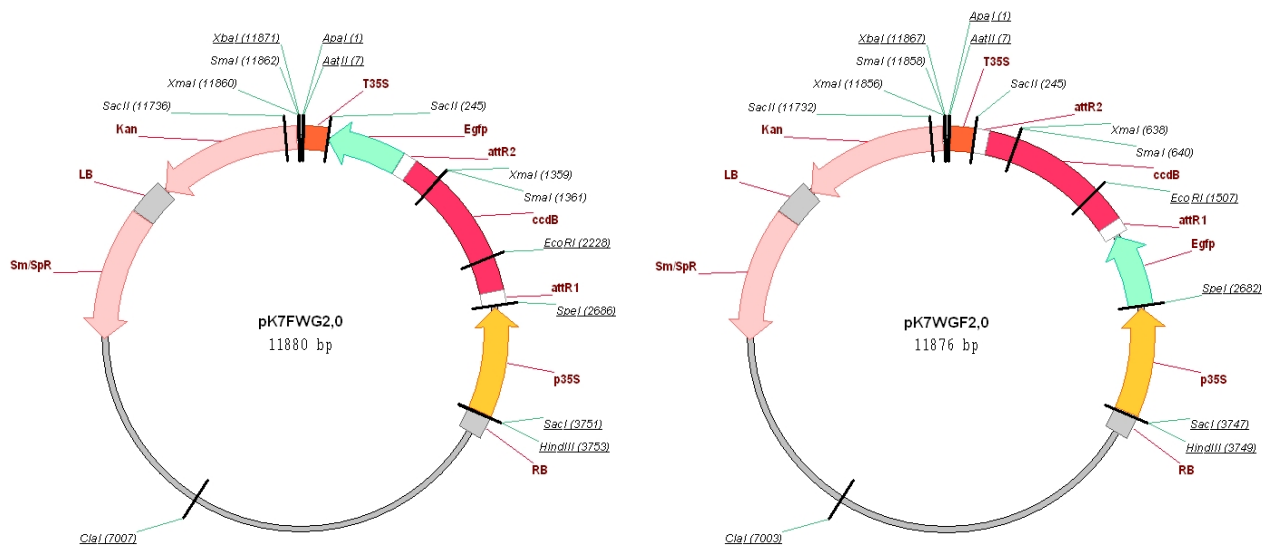 XbaI (11871)
ApaI (1)
SmaI (11862)
AatII (7)
XmaI (11860)
T35S
SacII (11736)
SacII (245)
Kan
Egfp
attR2
LB
XmaI (1359)
SmaI (1361)
ccdB
EcoRI (2228)
Sm/SpR
attR1
SpeI (2686)
pK7FWG2,0
11880 bp
p35S
SacI (3751)
HindIII (3753)
RB
ClaI (7007)
ApaI (1)
XbaI (11867)
AatII (7)
SmaI (11858)
T35S
XmaI (11856)
SacII (245)
SacII (11732)
attR2
Kan
XmaI (638)
SmaI (640)
LB
ccdB
EcoRI (1507)
attR1
Egfp
Sm/SpR
SpeI (2682)
pK7WGF2,0
11876 bp
p35S
SacI (3747)
HindIII (3749)
RB
ClaI (7003)